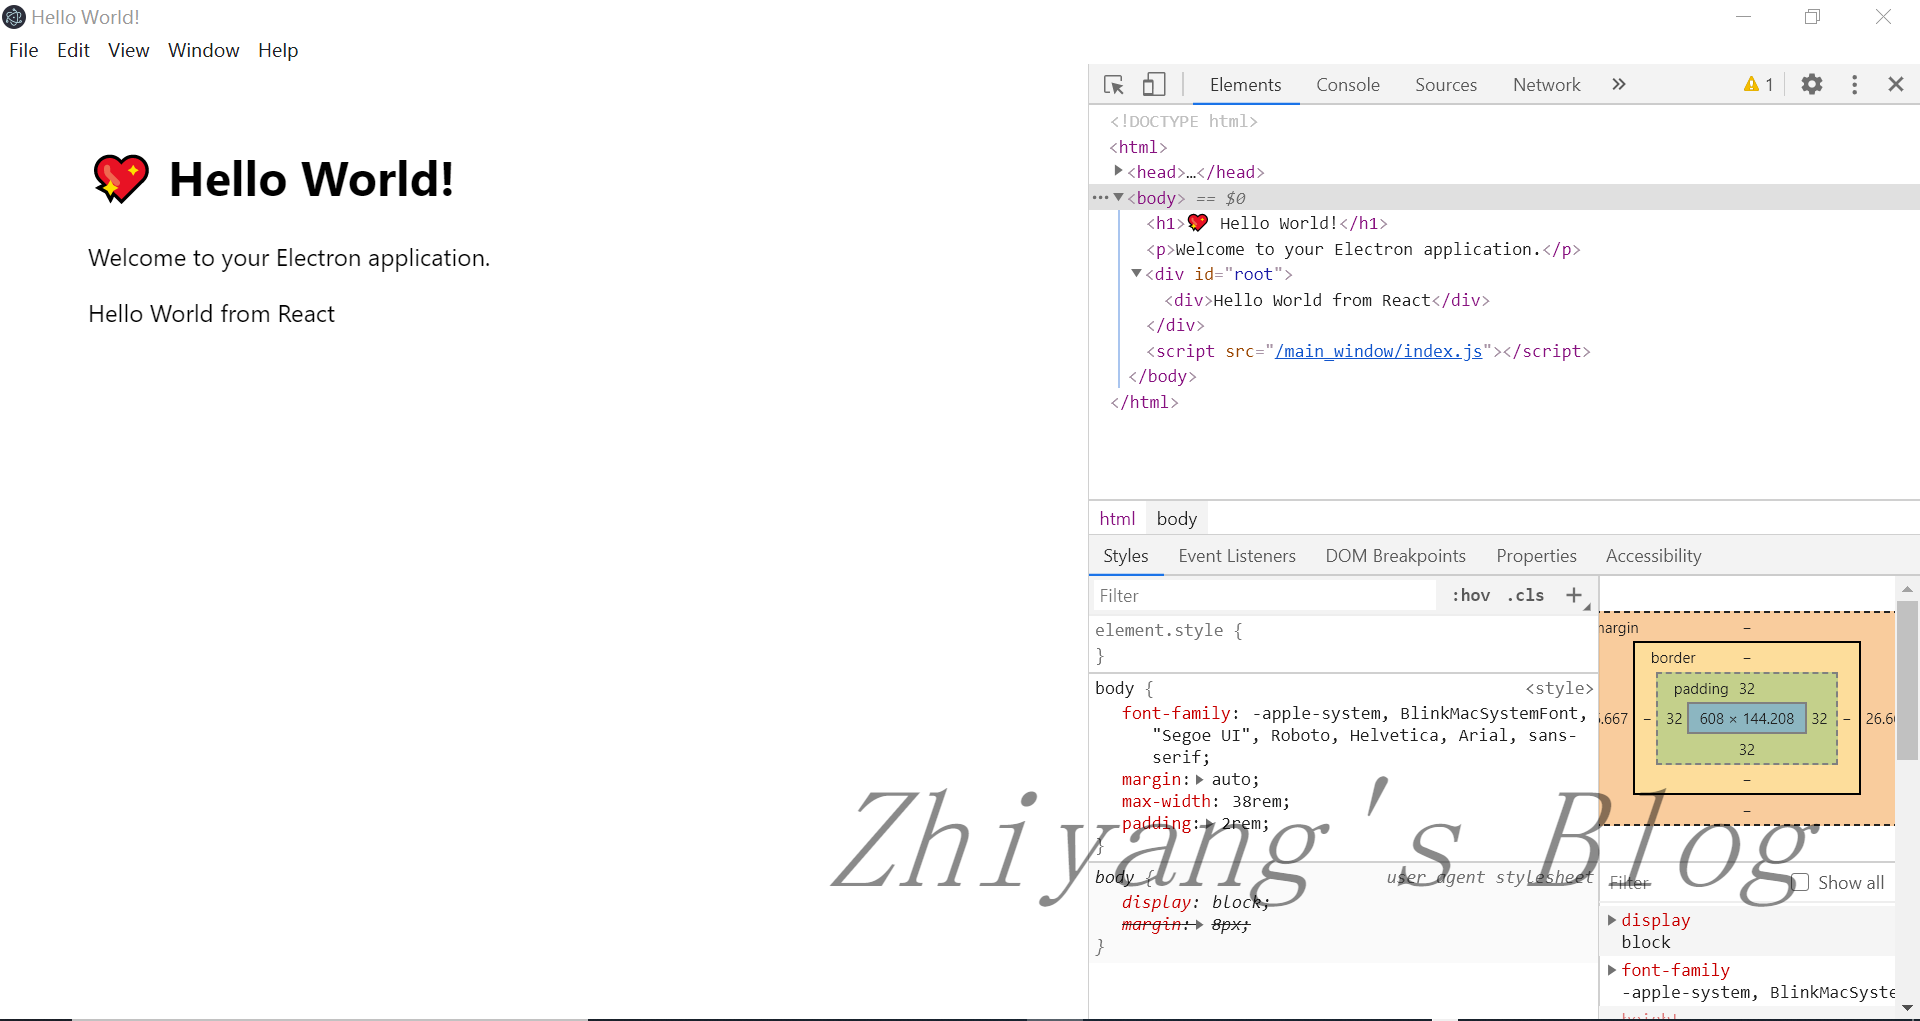 Hello World!
File Edit View Window Help
💖 Hello World!
Welcome to your Electron application.
Hello World from React
Elements Console Sources Network » 1
<!DOCTYPE html>
<html>
<head>…</head>
<body> == $0
<h1>💖 Hello World!</h1>
<p>Welcome to your Electron application.</p>
<div id="root">
<div>Hello World from React</div>
</div>
<script src="/main_window/index.js"></script>
</body>
</html>
html body
Styles Event Listeners DOM Breakpoints Properties Accessibility
Filter :hov .cls +
element.style {
}
body { <style>
font-family: -apple-system, BlinkMacSystemFont,
"Segoe UI", Roboto, Helvetica, Arial, sans-
serif;
margin: auto;
max-width: 38rem;
padding: 2rem;
}
body { user agent stylesheet
display: block;
margin: 8px;
}
margin –
border –
padding 32
– 32 608 × 144.208 32 –
32
–
–
Filter Show all
display
block
font-family
-apple-system, BlinkMacSyste
Zhiyang's Blog